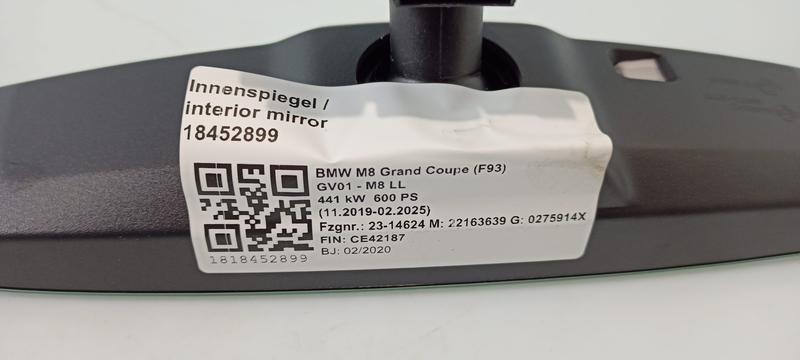 Innenspiegel /
interior mirror
18452899
BMW M8 Grand Coupe (F93)
GV01 - M8 LL
441 kW 600 PS
(11.2019-02.2025)
Fzgnr.: 23-14624 M: 22163639 G: 0275914X
FIN: CE42187
BJ: 02/2020
1818452899